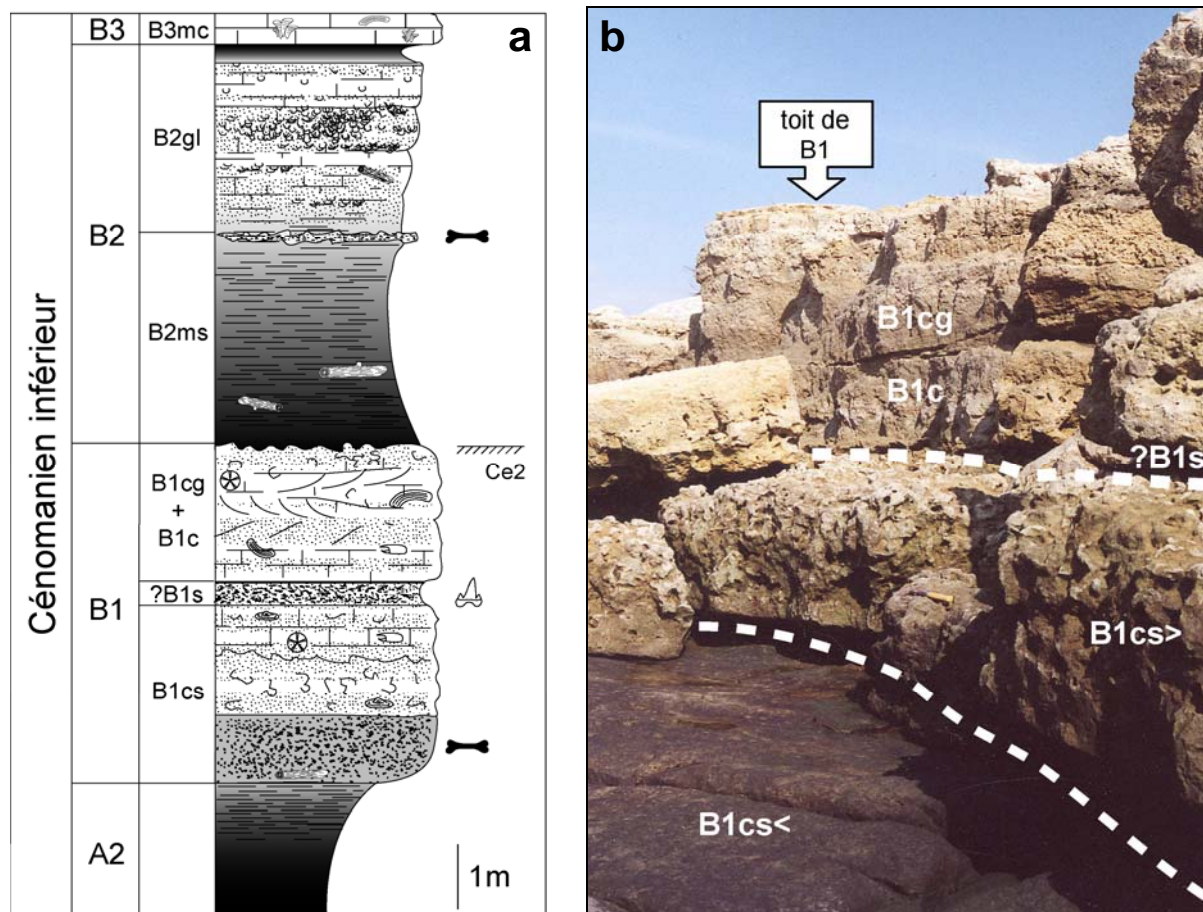 a
B3
B3mc
B2gl
B2
B2ms
Cénomanien inférieur
Ce2
B1cg
+
B1c
?B1s
B1
B1cs
A2
1m
b
toit de
B1
B1cg
B1c
?B1s
B1cs>
B1cs<